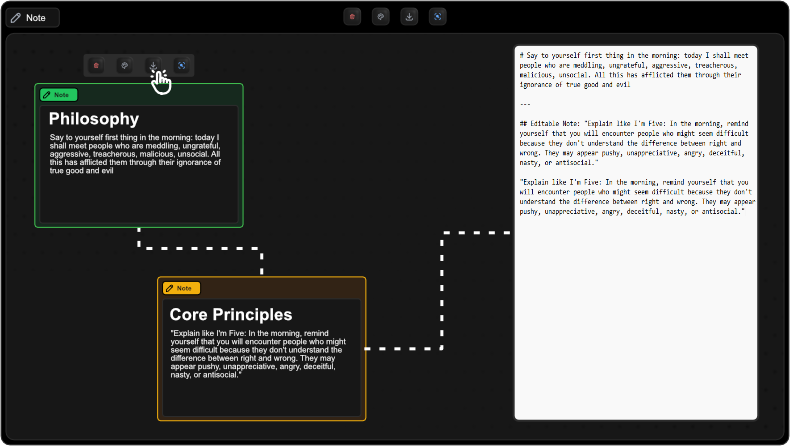 Note
Note
Philosophy
Say to yourself first thing in the morning: today I
shall meet people who are meddling, ungrateful,
aggressive, treacherous, malicious, unsocial. All
this has afflicted them through their ignorance of
true good and evil
Note
Core Principles
"Explain like I'm Five: In the morning, remind
yourself that you will encounter people who might
seem difficult because they don't understand the
difference between right and wrong. They may
appear pushy, unappreciative, angry, deceitful,
nasty, or antisocial."
# Say to yourself first thing in the morning: today I shall meet
people who are meddling, ungrateful, aggressive, treacherous,
malicious, unsocial. All this has afflicted them through their
ignorance of true good and evil
---
## Editable Note: "Explain like I'm Five: In the morning, remind
yourself that you will encounter people who might seem difficult
because they don't understand the difference between right and
wrong. They may appear pushy, unappreciative, angry, deceitful,
nasty, or antisocial."
"Explain like I'm Five: In the morning, remind yourself that you
will encounter people who might seem difficult because they don't
understand the difference between right and wrong. They may appear
pushy, unappreciative, angry, deceitful, nasty, or antisocial."